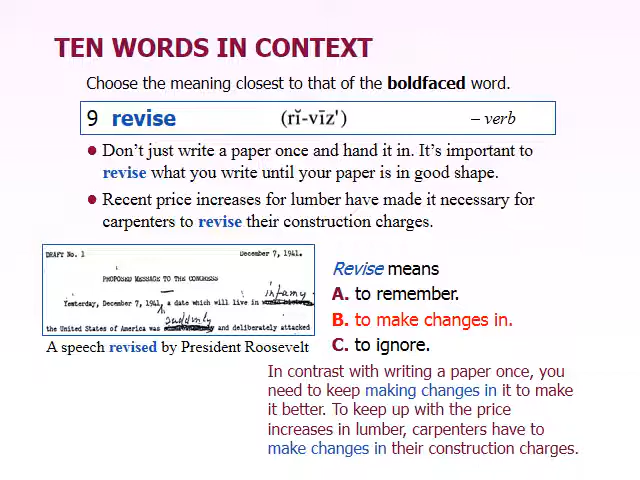 TEN WORDS IN CONTEXT
Choose the meaning closest to that of the boldfaced word.
9 revise (rĭ-vīz') – verb
● Don't just write a paper once and hand it in. It's important to
revise what you write until your paper is in good shape.
● Recent price increases for lumber have made it necessary for
carpenters to revise their construction charges.
DRAFT No. 1 December 7, 1941.
PROPOSED MESSAGE TO THE CONGRESS
infamy
Yesterday, December 7, 1941, a date which will live in
suddenly
the United States of America was and deliberately attacked
A speech revised by President Roosevelt
Revise means
A. to remember.
B. to make changes in.
C. to ignore.
In contrast with writing a paper once, you
need to keep making changes in it to make
it better. To keep up with the price
increases in lumber, carpenters have to
make changes in their construction charges.